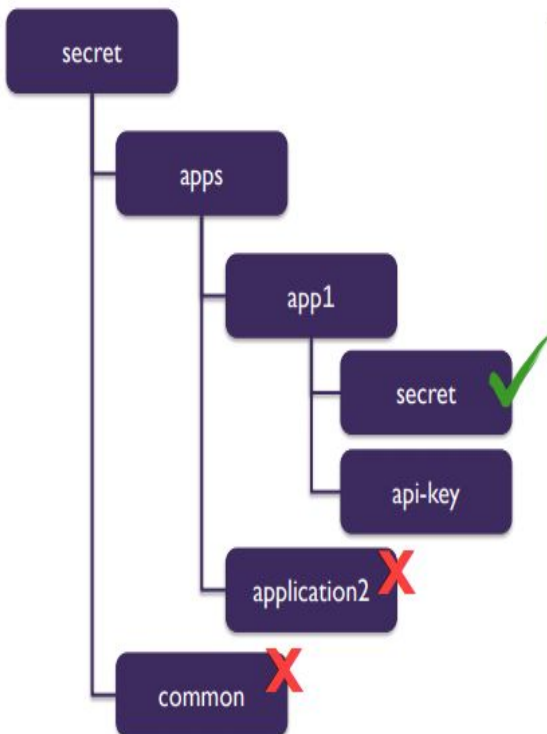 secret
apps
app1
secret
api-key
application2
common